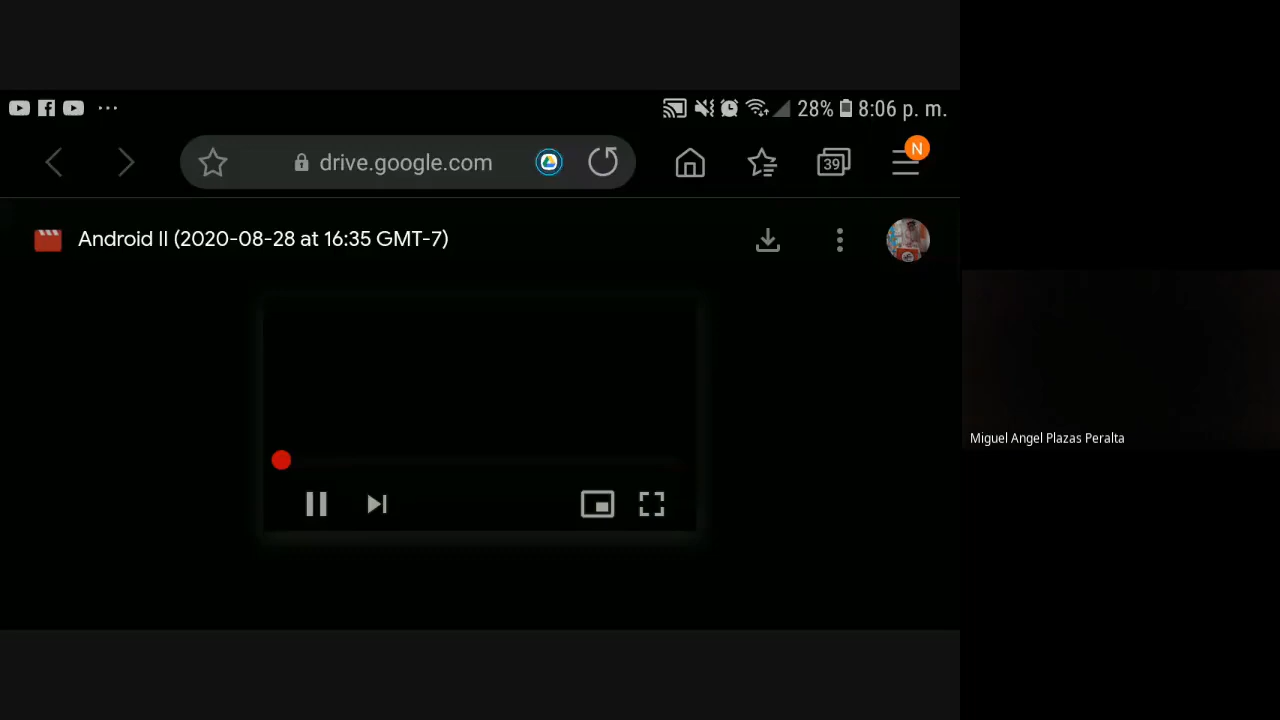 28% 8:06 p. m.
drive.google.com
39
N
Android II (2020-08-28 at 16:35 GMT-7)
Miguel Angel Plazas Peralta